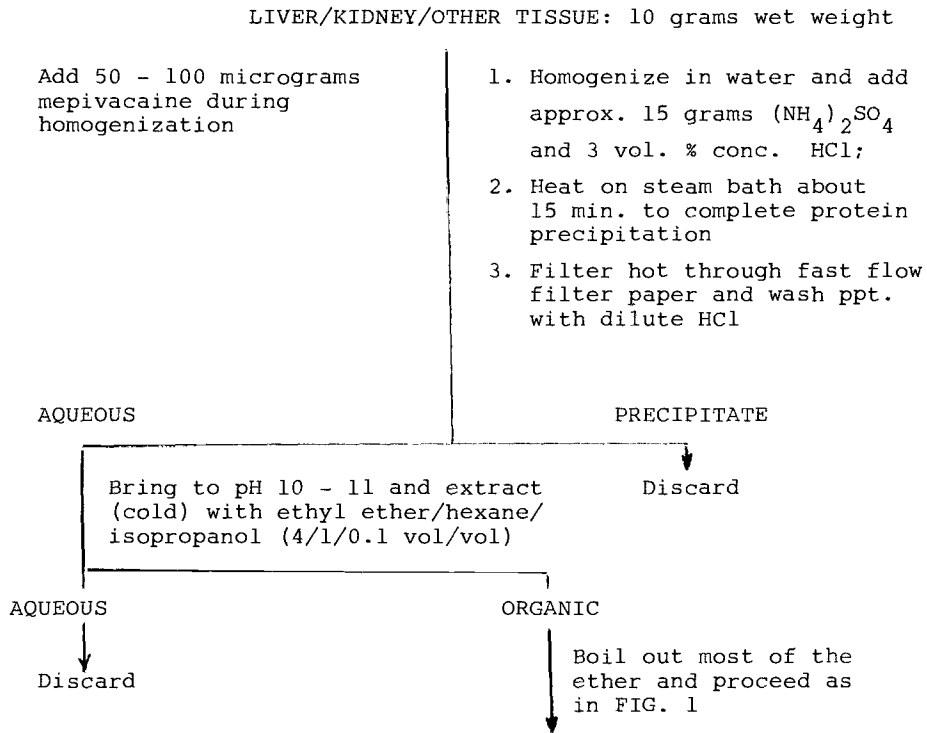 LIVER/KIDNEY/OTHER TISSUE: 10 grams wet weight
Add 50 - 100 micrograms
mepivacaine during
homogenization
1. Homogenize in water and add
approx. 15 grams (NH4)2SO4
and 3 vol. % conc. HCl;
2. Heat on steam bath about
15 min. to complete protein
precipitation
3. Filter hot through fast flow
filter paper and wash ppt.
with dilute HCl
AQUEOUS
PRECIPITATE
Bring to pH 10 - 11 and extract
(cold) with ethyl ether/hexane/
isopropanol (4/1/0.1 vol/vol)
Discard
AQUEOUS
ORGANIC
Discard
Boil out most of the
ether and proceed as
in FIG. 1